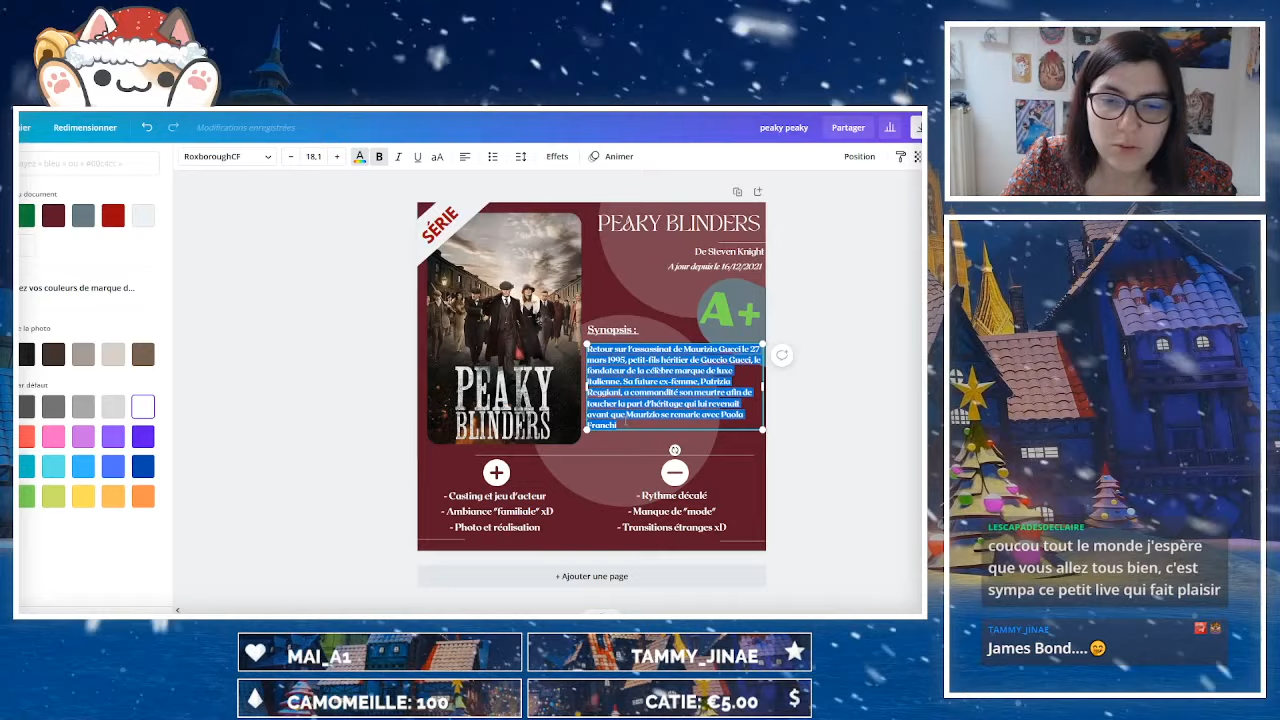 ier
Redimensionner
Modifications enregistrées
peaky peaky
Partager
ayez « bleu » ou « #00c4cc »
RoxboroughCF
– 18,1 +
A B I U aA
Effets
Animer
Position
u document
ez vos couleurs de marque d...
e la photo
ar défaut
SÉRIE
PEAKY BLINDERS
De Steven Knight
A jour depuis le 16/12/2021
A+
Synopsis :
Retour sur l'assassinat de Maurizio Gucci le 27
mars 1995, petit-fils héritier de Guccio Gucci, le
fondateur de la célèbre marque de luxe
italienne. Sa future ex-femme, Patrizia
Reggiani, a commandité son meurtre afin de
toucher la part d'héritage qui lui revenait
avant que Maurizio se remarie avec Paola
Franchi
PEAKY
BLINDERS
- Casting et jeu d'acteur
- Ambiance "familiale" xD
- Photo et réalisation
- Rythme décalé
- Manque de "mode"
- Transitions étranges xD
+ Ajouter une page
LESCAPADESDECLAIRE
coucou tout le monde j'espère
que vous allez tous bien, c'est
sympa ce petit live qui fait plaisir
TAMMY_JINAE
James Bond....
MAI_A1
TAMMY_JINAE
CAMOMEILLE: 100
CATIE: €5.00
$